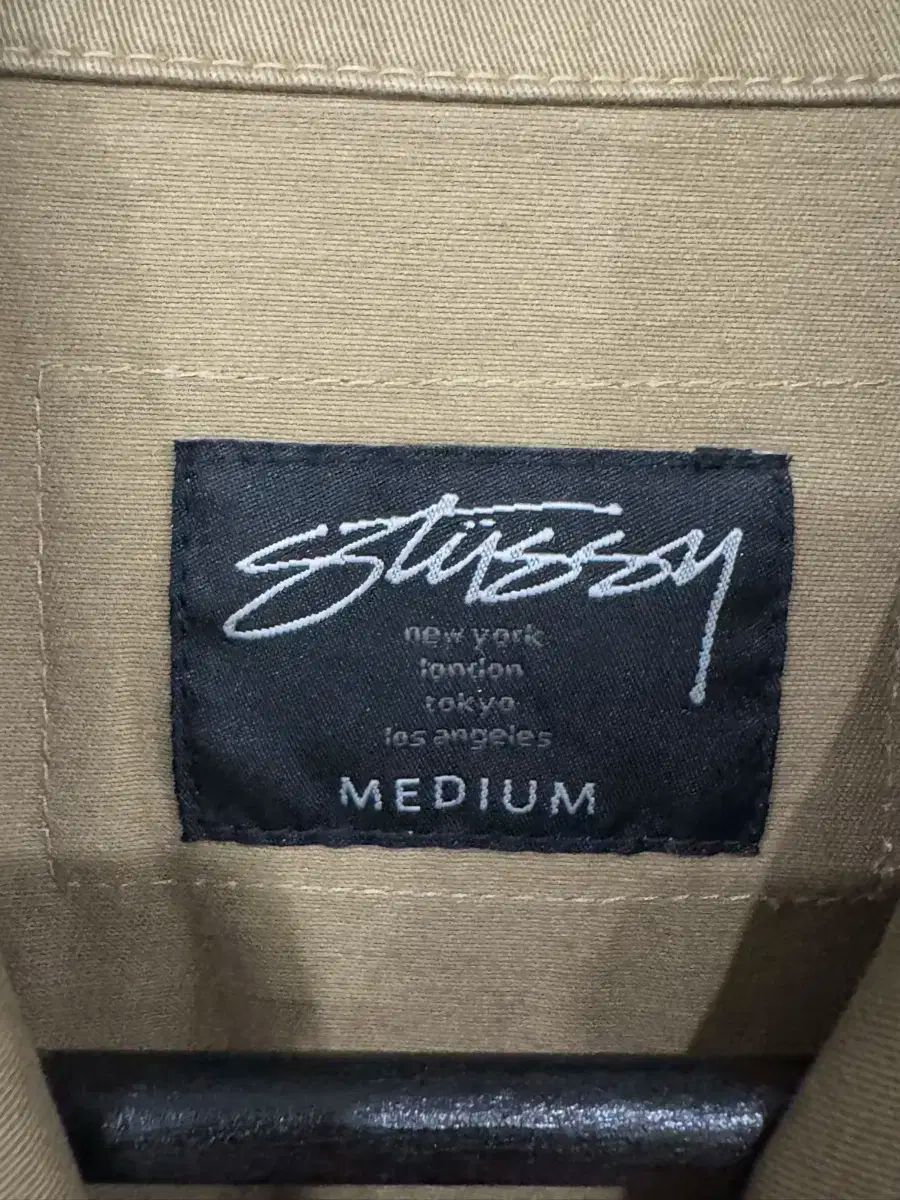 stüssy
new york
london
tokyo
los angeles
MEDIUM